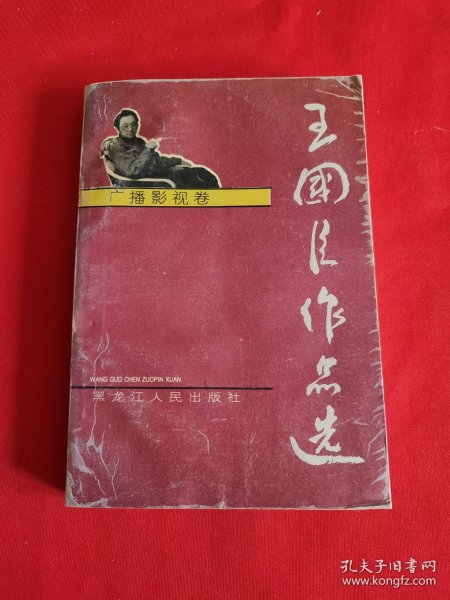 王國臣作品选
广播影视卷
WANG GUO CHEN ZUOPIN XUAN
黑龙江人民出版社
孔夫子旧书网
www.kongfz.com